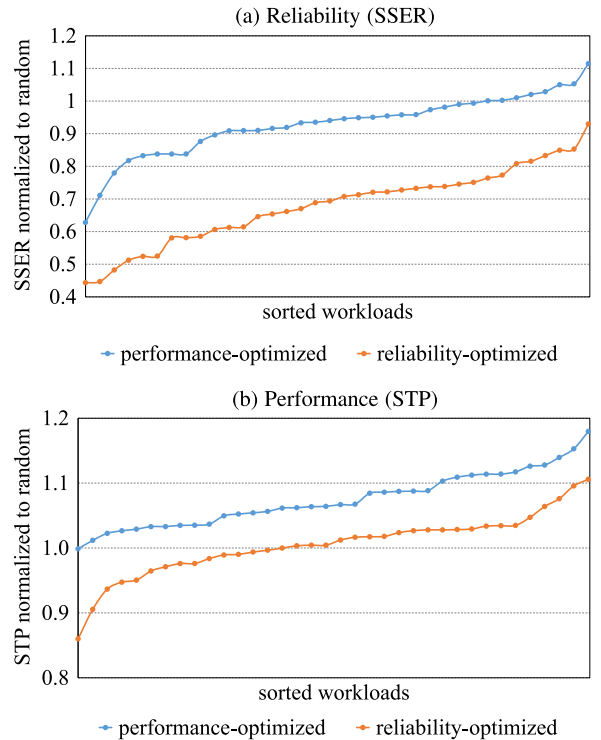 (a) Reliability (SSER)
SSER normalized to random
1.2
1.1
1
0.9
0.8
0.7
0.6
0.5
0.4
sorted workloads
performance-optimized
reliability-optimized
(b) Performance (STP)
STP normalized to random
1.2
1.1
1.0
0.9
0.8
sorted workloads
performance-optimized
reliability-optimized